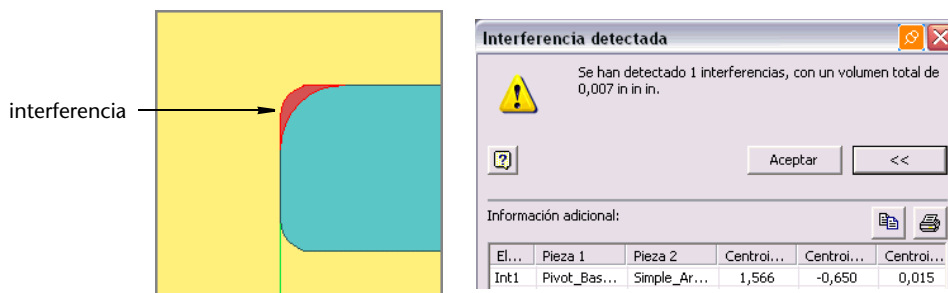 interferencia
Interferencia detectada
Se han detectado 1 interferencias, con un volumen total de
0,007 in in in.
Aceptar
<<
Información adicional:
El... Pieza 1 Pieza 2 Centroi... Centroi... Centroi...
Int1 Pivot_Bas... Simple_Ar... 1,566 -0,650 0,015